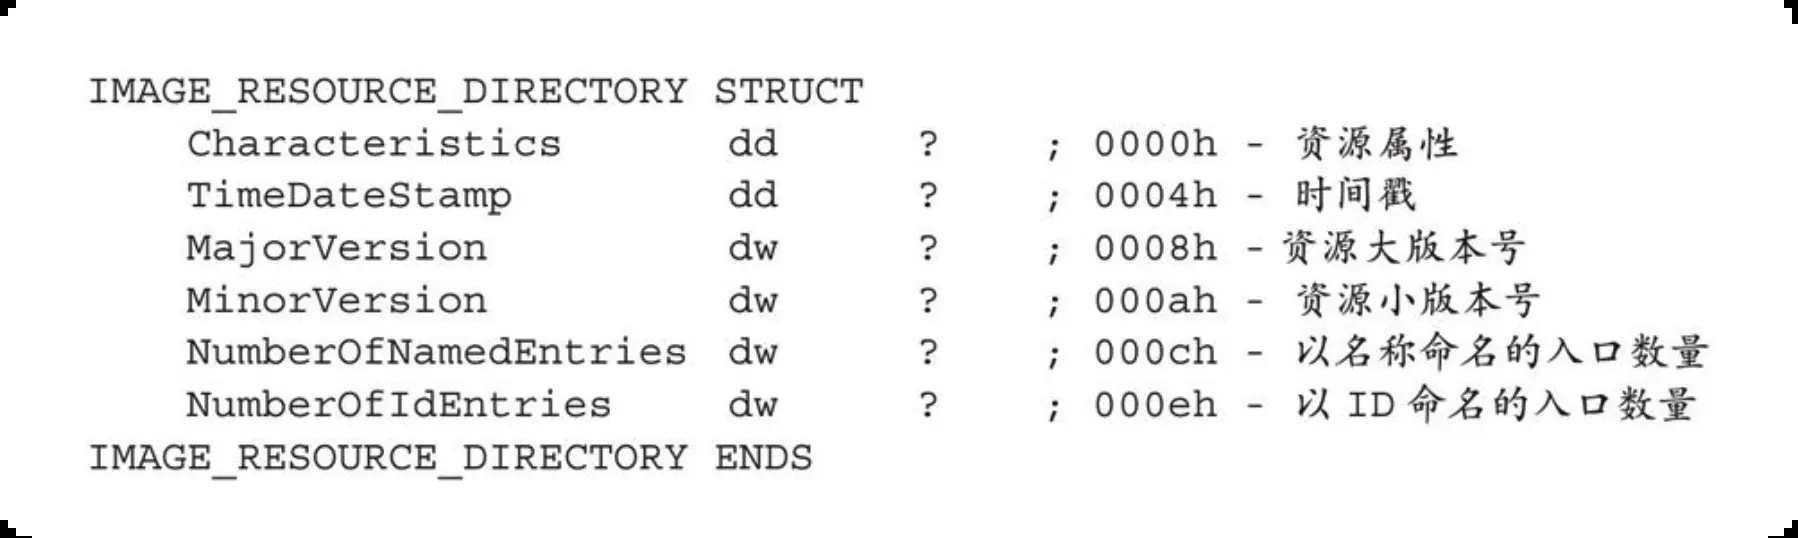 IMAGE_RESOURCE_DIRECTORY STRUCT
Characteristics dd ? ; 0000h - 资源属性
TimeDateStamp dd ? ; 0004h - 时间戳
MajorVersion dw ? ; 0008h - 资源大版本号
MinorVersion dw ? ; 000ah - 资源小版本号
NumberOfNamedEntries dw ? ; 000ch - 以名称命名的入口数量
NumberOfIdEntries dw ? ; 000eh - 以 ID 命名的入口数量
IMAGE_RESOURCE_DIRECTORY ENDS